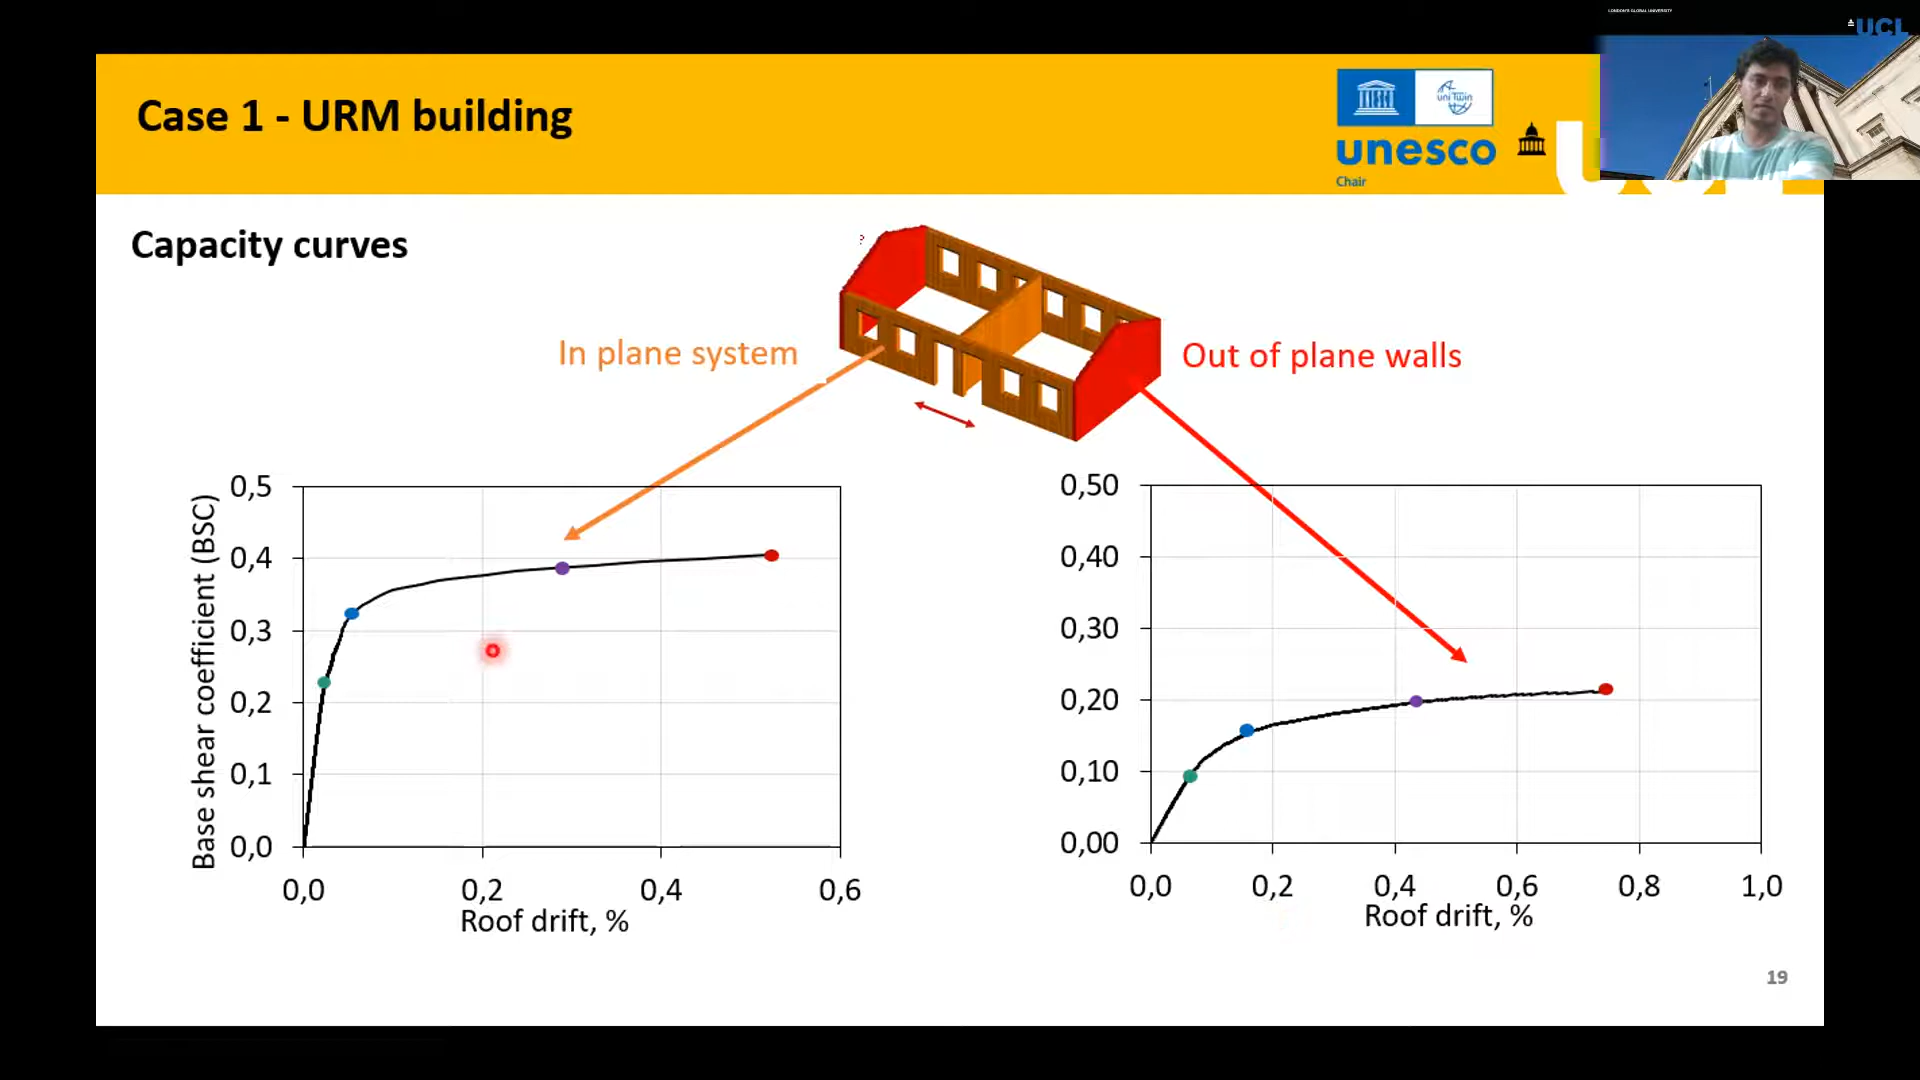 LONDON'S GLOBAL UNIVERSITY
UCL
Case 1 - URM building
uni Twin
unesco
Chair
Capacity curves
?
In plane system
Out of plane walls
Base shear coefficient (BSC)
0,5
0,4
0,3
0,2
0,1
0,0
0,0 0,2 0,4 0,6
Roof drift, %
0,50
0,40
0,30
0,20
0,10
0,00
0,0 0,2 0,4 0,6 0,8 1,0
Roof drift, %
19